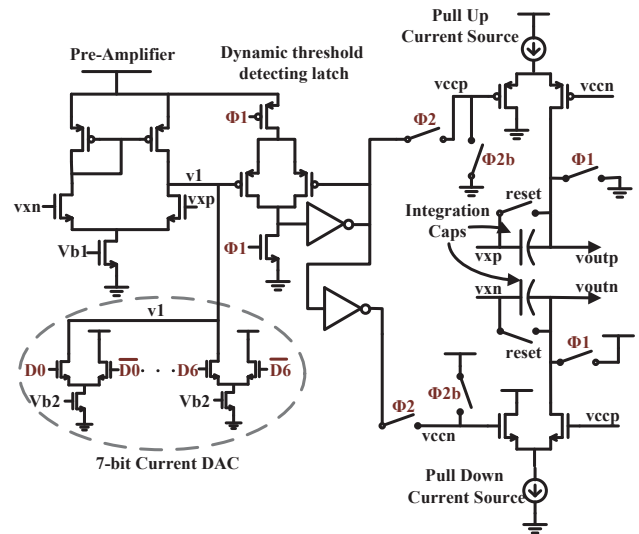 Pull Up
Current Source
Pre-Amplifier
Dynamic threshold
detecting latch
Φ1
vccp
vccn
Φ2
Φ2b
Φ1
v1
vxn
vxp
reset
Integration
Caps
Vb1
Φ1
vxp
voutp
vxn
voutn
v1
reset
Φ1
D0
D0
· · ·
D6
D6
Φ2b
Vb2
Vb2
Φ2
vccn
vccp
7-bit Current DAC
Pull Down
Current Source